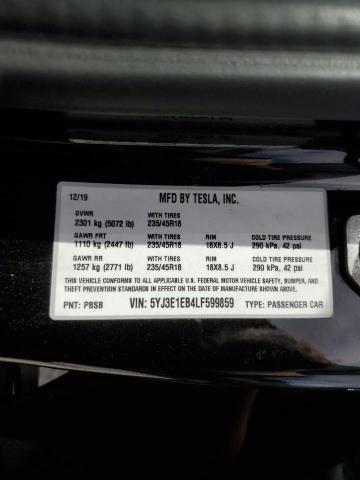 12/19 MFD BY TESLA, INC.
GVWR WITH TIRES
2301 kg (5072 lb) 235/45R18
GAWR FRT WITH TIRES RIM COLD TIRE PRESSURE
1110 kg (2447 lb) 235/45R18 18X8.5 J 290 kPa, 42 psi
GAWR RR WITH TIRES RIM COLD TIRE PRESSURE
1257 kg (2771 lb) 235/45R18 18X8.5 J 290 kPa, 42 psi
THIS VEHICLE CONFORMS TO ALL APPLICABLE U.S. FEDERAL MOTOR VEHICLE SAFETY, BUMPER, AND
THEFT PREVENTION STANDARDS IN EFFECT ON THE DATE OF MANUFACTURE SHOWN ABOVE.
PNT: PBSB VIN: 5YJ3E1EB4LF599859 TYPE: PASSENGER CAR